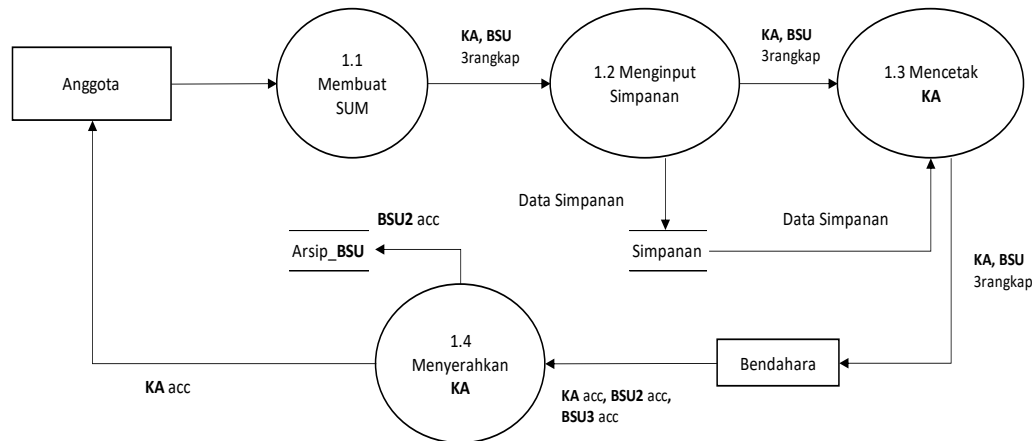 Anggota
1.1
Membuat
SUM
KA, BSU
3rangkap
1.2 Menginput
Simpanan
KA, BSU
3rangkap
1.3 Mencetak
KA
Data Simpanan
Data Simpanan
BSU2 acc
Arsip_BSU
Simpanan
KA, BSU
3rangkap
1.4
Menyerahkan
KA
Bendahara
KA acc
KA acc, BSU2 acc,
BSU3 acc